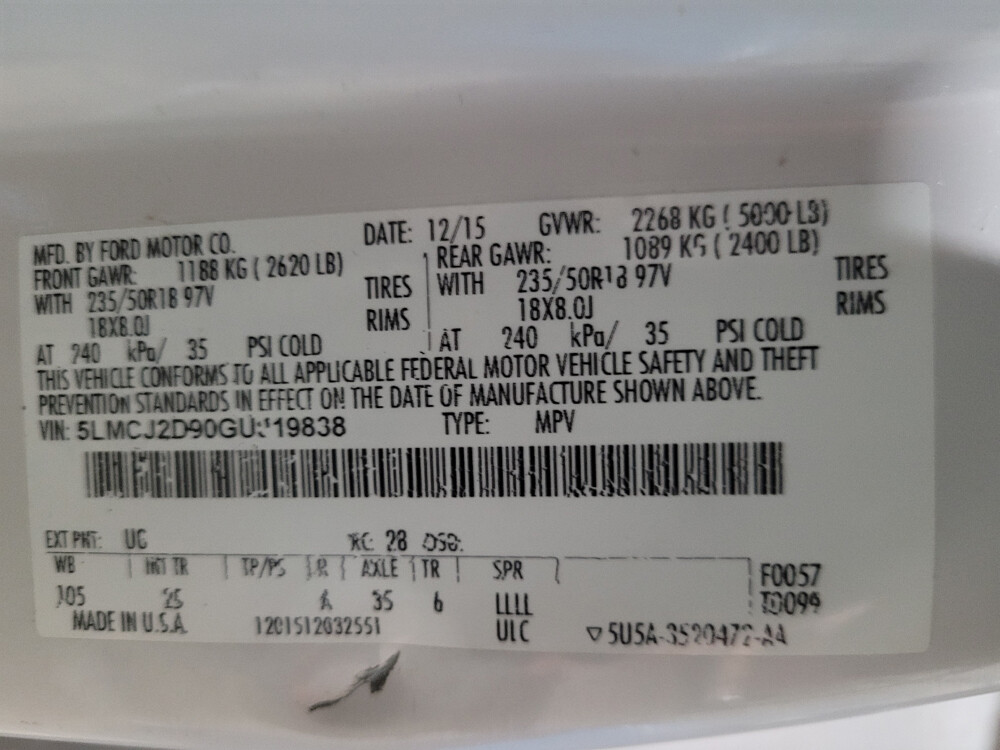 MFD. BY FORD MOTOR CO. DATE: 12/15 GVWR: 2268 KG ( 5000 LB)
FRONT GAWR: 1188 KG ( 2620 LB) REAR GAWR: 1089 KG ( 2400 LB)
WITH 235/50R18 97V TIRES WITH 235/50R18 97V TIRES
18X8.0J RIMS 18X8.0J RIMS
AT 240 kPa/ 35 PSI COLD AT 240 kPa/ 35 PSI COLD
THIS VEHICLE CONFORMS TO ALL APPLICABLE FEDERAL MOTOR VEHICLE SAFETY AND THEFT
PREVENTION STANDARDS IN EFFECT ON THE DATE OF MANUFACTURE SHOWN ABOVE.
VIN: TYPE: MPV
EXT PNT: UG RC: 28 DSO:
WB INT TR TP/PS R AXLE TR SPR
105 25 35 6 LLLL F0057
MADE IN U.S.A. ULC